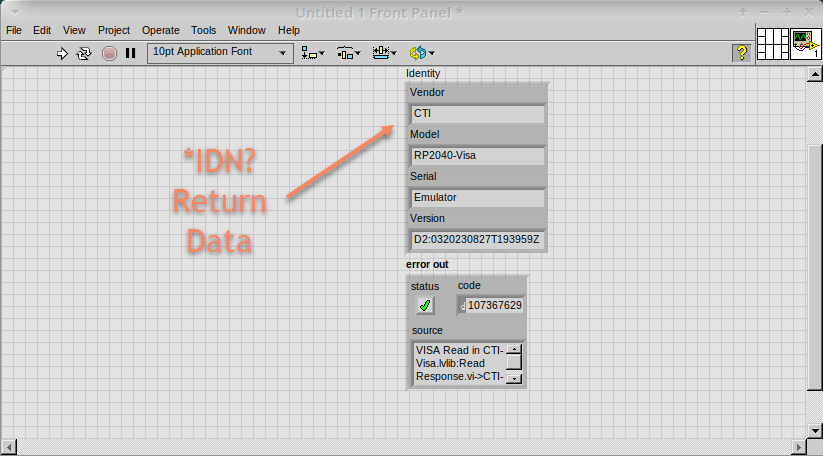 Untitled 1 Front Panel *
File Edit View Project Operate Tools Window Help
10pt Application Font
?
1
Identity
Vendor
CTI
Model
RP2040-Visa
Serial
Emulator
Version
D2:0320230827T193959Z
*IDN?
Return
Data
error out
status code
107367629
source
VISA Read in CTI-
Visa.lvlib:Read
Response.vi->CTI-